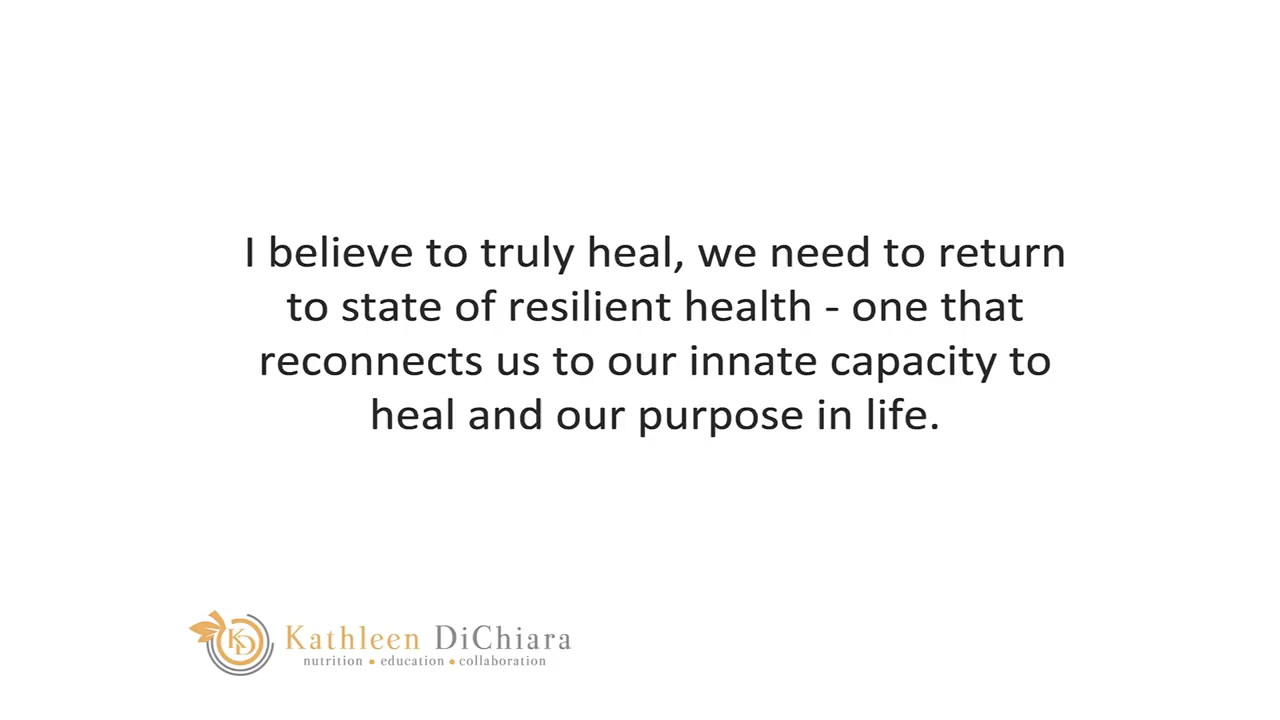 I believe to truly heal, we need to return
to state of resilient health - one that
reconnects us to our innate capacity to
heal and our purpose in life.
KD
Kathleen DiChiara
nutrition • education • collaboration